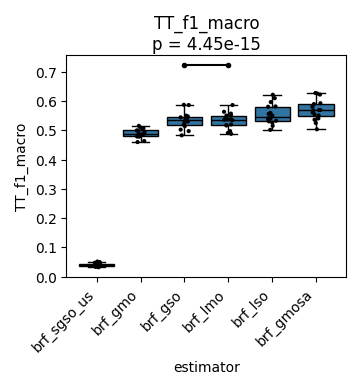 TT_f1_macro
p = 4.45e-15
TT_f1_macro
0.7
0.6
0.5
0.4
0.3
0.2
0.1
0.0
brf_sgso_us
brf_gmo
brf_gso
brf_lmo
brf_lso
brf_gmosa
estimator